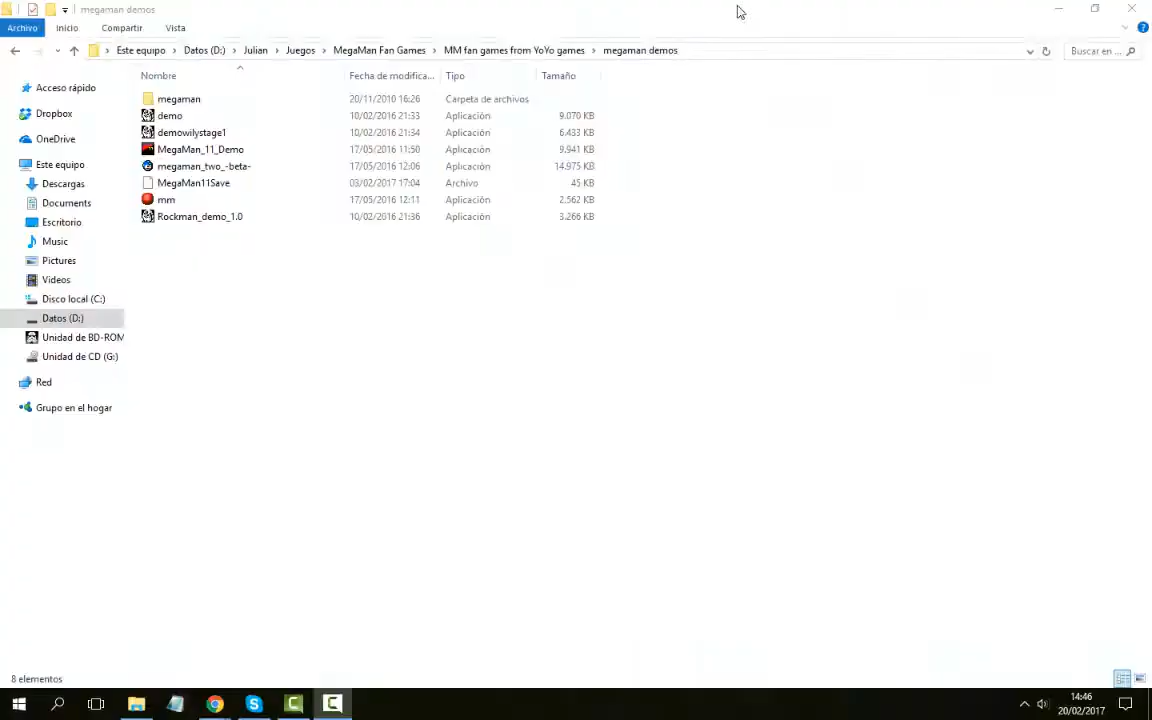 megaman demos
Archivo Inicio Compartir Vista
Este equipo Datos (D:) Julian Juegos MegaMan Fan Games MM fan games from YoYo games megaman demos Buscar en ...
Nombre Fecha de modifica... Tipo Tamaño
Acceso rápido
Dropbox
OneDrive
Este equipo
Descargas
Documents
Escritorio
Music
Pictures
Videos
Disco local (C:)
Datos (D:)
Unidad de BD-ROM
Unidad de CD (G:)
Red
Grupo en el hogar
megaman 20/11/2010 16:26 Carpeta de archivos
demo 10/02/2016 21:33 Aplicación 9.070 KB
demowilystage1 10/02/2016 21:34 Aplicación 6.433 KB
MegaMan_11_Demo 17/05/2016 11:50 Aplicación 9.941 KB
megaman_two_-beta- 17/05/2016 12:06 Aplicación 14.975 KB
MegaMan11Save 03/02/2017 17:04 Archivo 45 KB
mm 17/05/2016 12:11 Aplicación 2.562 KB
Rockman_demo_1.0 10/02/2016 21:36 Aplicación 3.266 KB
8 elementos
14:46
20/02/2017